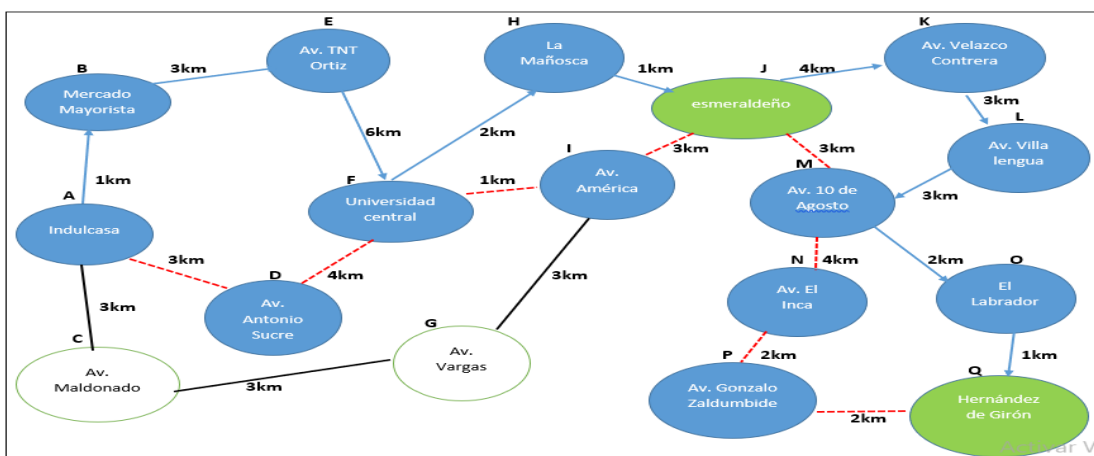 E
H
K
Av. TNT
Ortiz
La
Mañosca
Av. Velazco
Contrera
B
3km
1km
J
4km
Mercado
Mayorista
esmeraldeño
3km
L
6km
2km
Av. Villa
lengua
I
3km
3km
M
A
1km
F
1km
Av.
América
Av. 10 de
Agosto
3km
Indulcasa
Universidad
central
3km
D
4km
N
4km
2km
O
3km
Av.
Antonio
Sucre
3km
Av. El
Inca
El
Labrador
C
G
Av.
Maldonado
3km
Av.
Vargas
P
2km
1km
Q
Av. Gonzalo
Zaldumbide
2km
Hernández
de Girón
Activar V